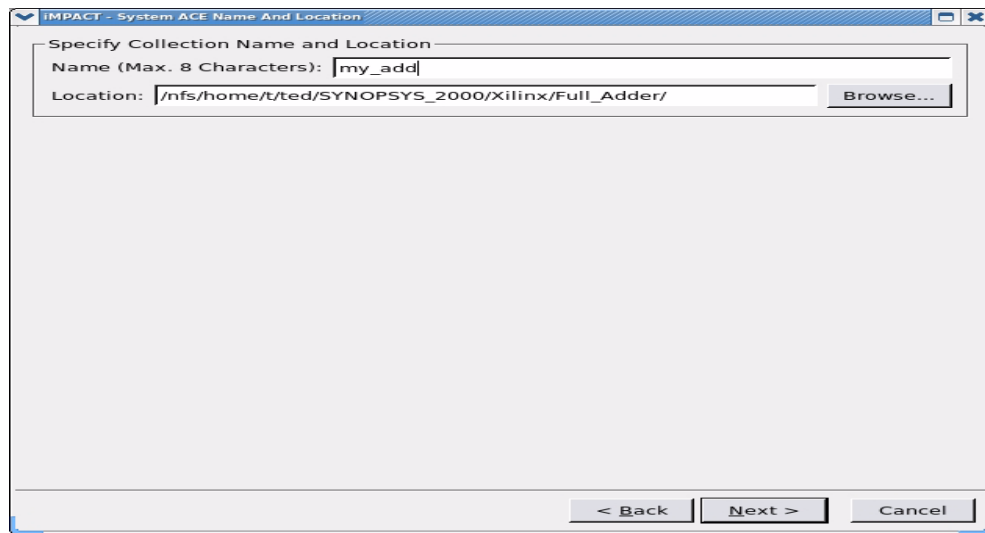 iMPACT - System ACE Name And Location
Specify Collection Name and Location
Name (Max. 8 Characters): my_add
Location: /nfs/home/t/ted/SYNOPSYS_2000/Xilinx/Full_Adder/ Browse...
< Back Next > Cancel